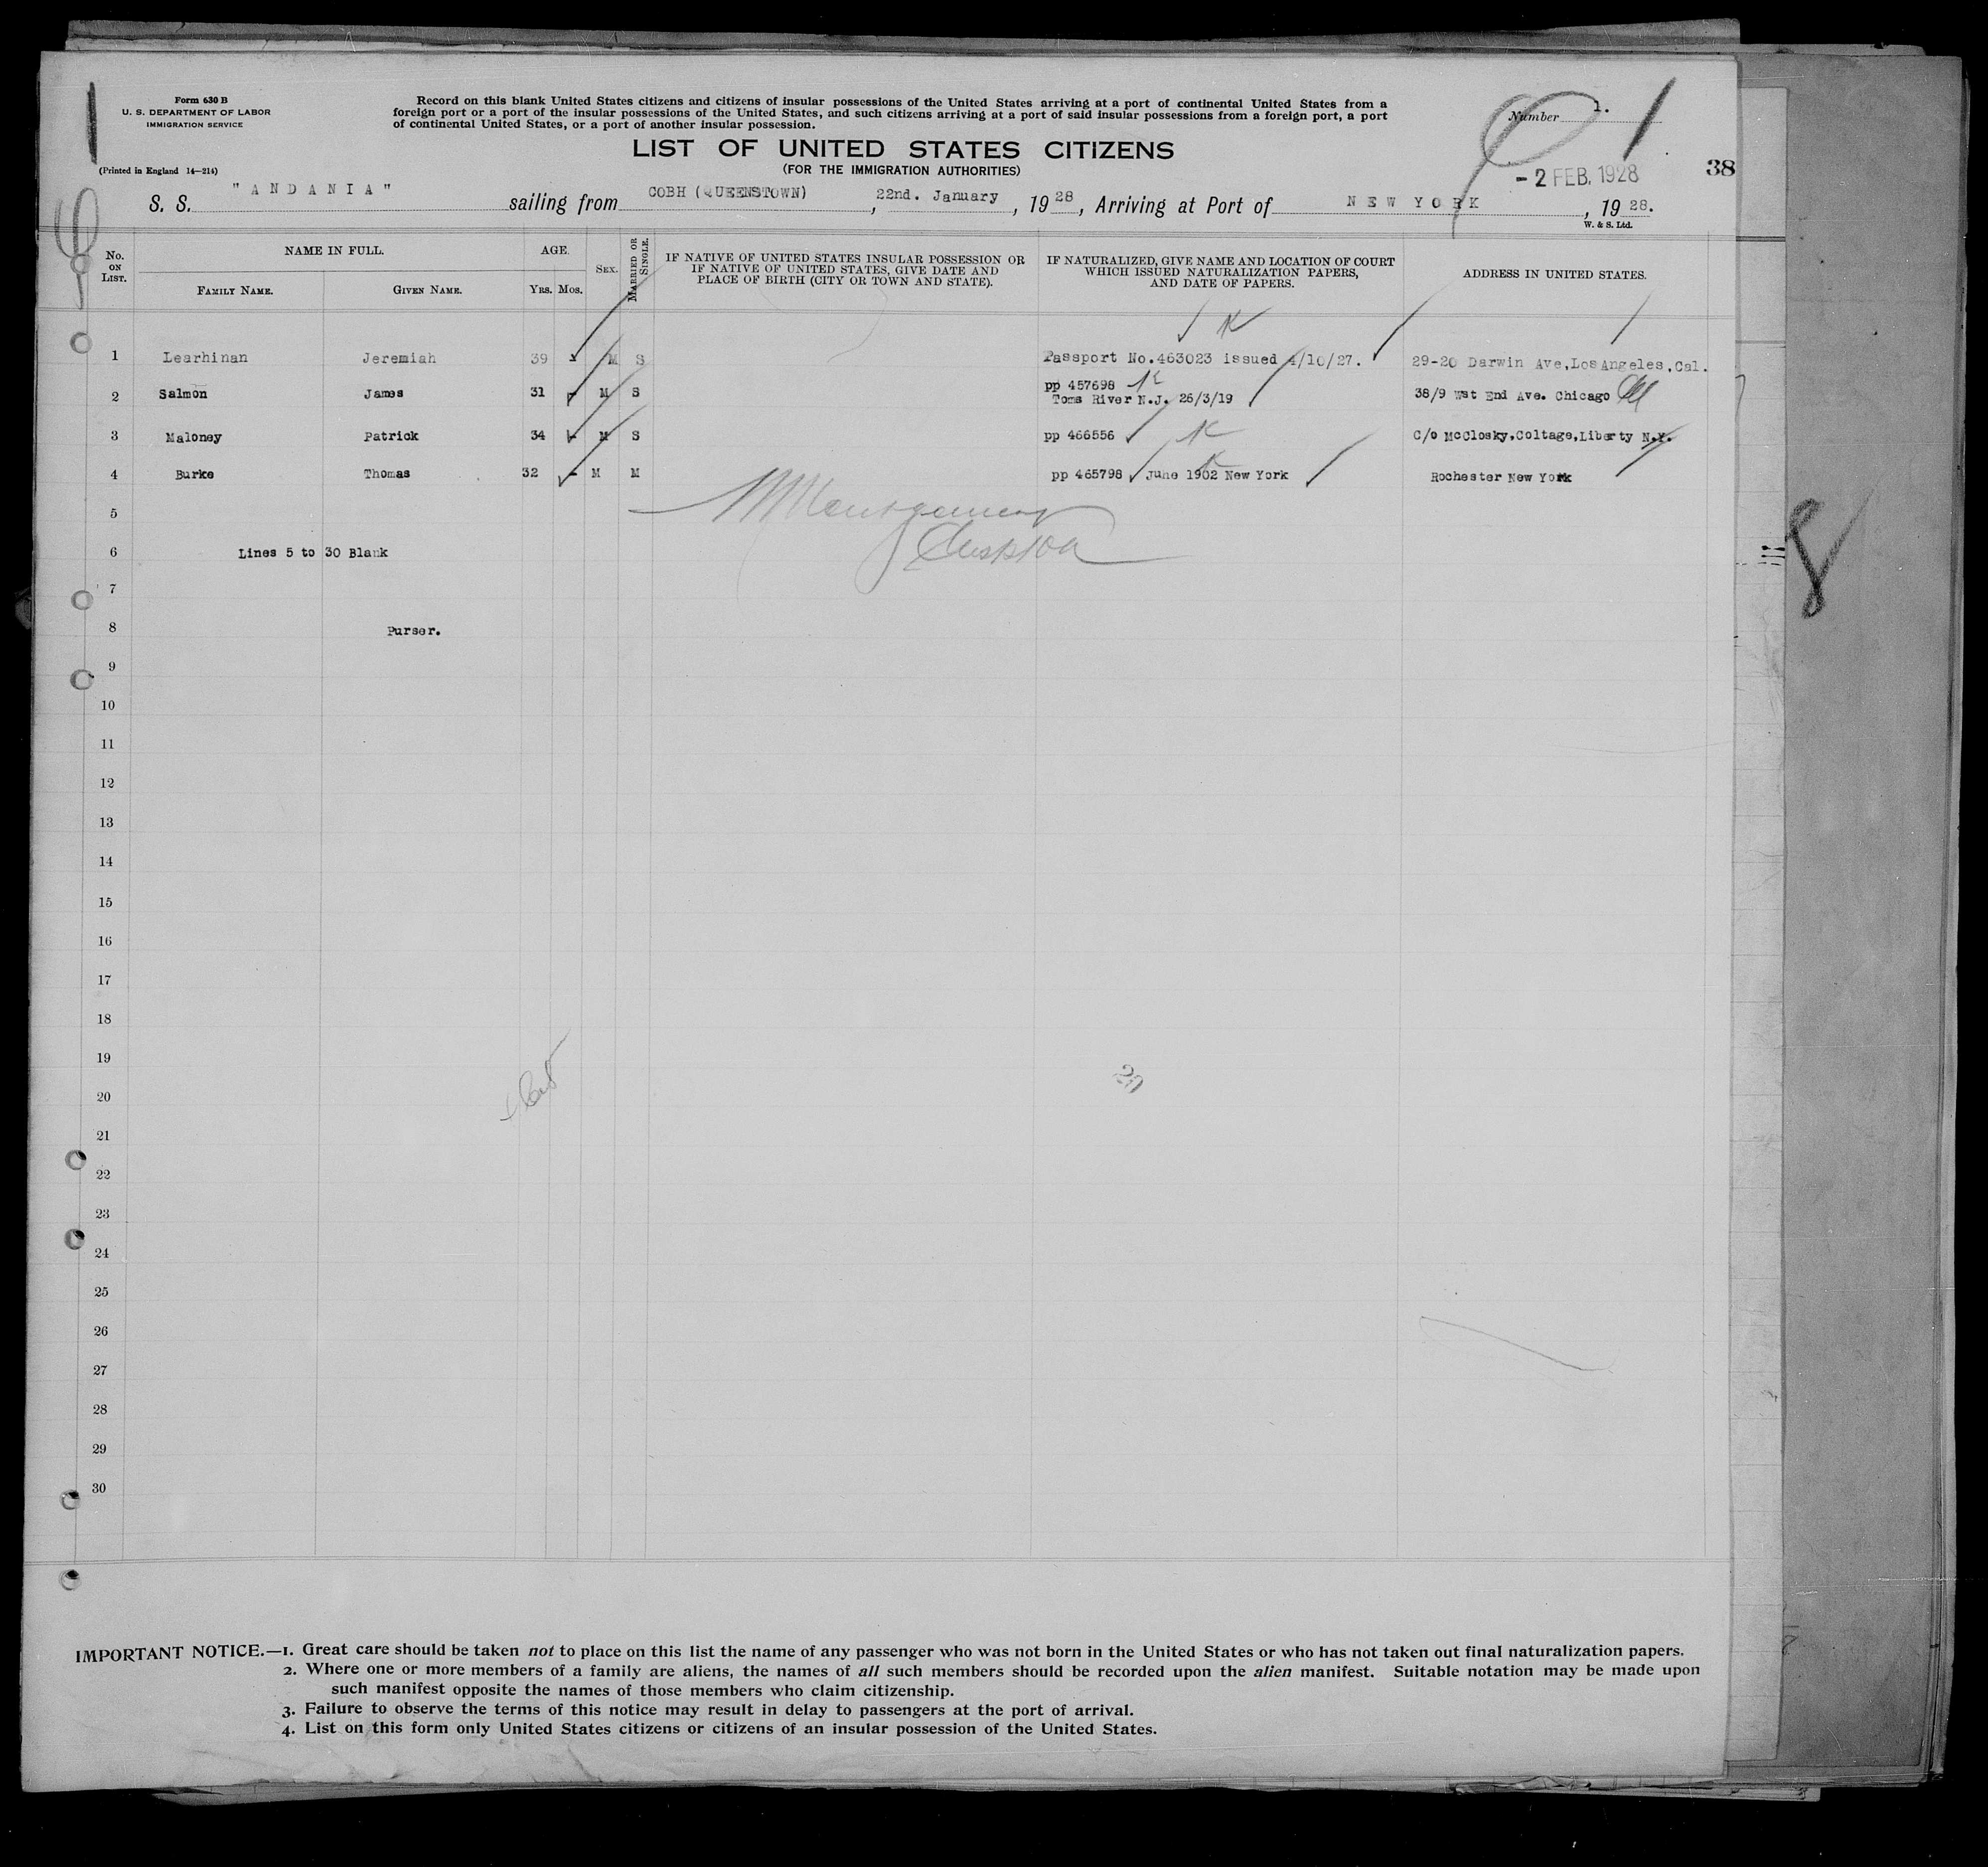 Form 630 B
U. S. DEPARTMENT OF LABOR
IMMIGRATION SERVICE
(Printed in England 14—214)
Record on this blank United States citizens and citizens of insular possessions of the United States arriving at a port of continental United States from a
foreign port or a port of the insular possessions of the United States, and such citizens arriving at a port of said insular possessions from a foreign port, a port
of continental United States, or a port of another insular possession.
LIST OF UNITED STATES CITIZENS
(FOR THE IMMIGRATION AUTHORITIES)
Number 1. 1
- 2 FEB. 1928
38
S. S. "ANDANIA" sailing from COBH (QUEENSTOWN), 22nd. January, 1928, Arriving at Port of NEW YORK, 1928.
W. & S. Ltd.
No. ON LIST. NAME IN FULL. FAMILY NAME. GIVEN NAME. AGE. YRS. MOS. SEX. MARRIED OR SINGLE. IF NATIVE OF UNITED STATES INSULAR POSSESSION OR IF NATIVE OF UNITED STATES, GIVE DATE AND PLACE OF BIRTH (CITY OR TOWN AND STATE). IF NATURALIZED, GIVE NAME AND LOCATION OF COURT WHICH ISSUED NATURALIZATION PAPERS, AND DATE OF PAPERS. ADDRESS IN UNITED STATES.
1 Learhinan Jeremiah 39 - M S Passport No.463023 issued 4/10/27. 29-20 Darwin Ave,Los Angeles,Cal.
2 Salmon James 31 - M S pp 457698 Toms River N.J. 26/3/19 38/9 Wst End Ave. Chicago
3 Maloney Patrick 34 - M S pp 466556 C/o McClosky,Coltage,Liberty N.Y.
4 Burke Thomas 32 - M M pp 465798 June 1902 New York Rochester New York
5
6 Lines 5 to 30 Blank
7
8 Purser.
9
10
11
12
13
14
15
16
17
18
19
20
21
22
23
24
25
26
27
28
29
30
20
8
IMPORTANT NOTICE.—1. Great care should be taken not to place on this list the name of any passenger who was not born in the United States or who has not taken out final naturalization papers.
2. Where one or more members of a family are aliens, the names of all such members should be recorded upon the alien manifest. Suitable notation may be made upon
such manifest opposite the names of those members who claim citizenship.
3. Failure to observe the terms of this notice may result in delay to passengers at the port of arrival.
4. List on this form only United States citizens or citizens of an insular possession of the United States.